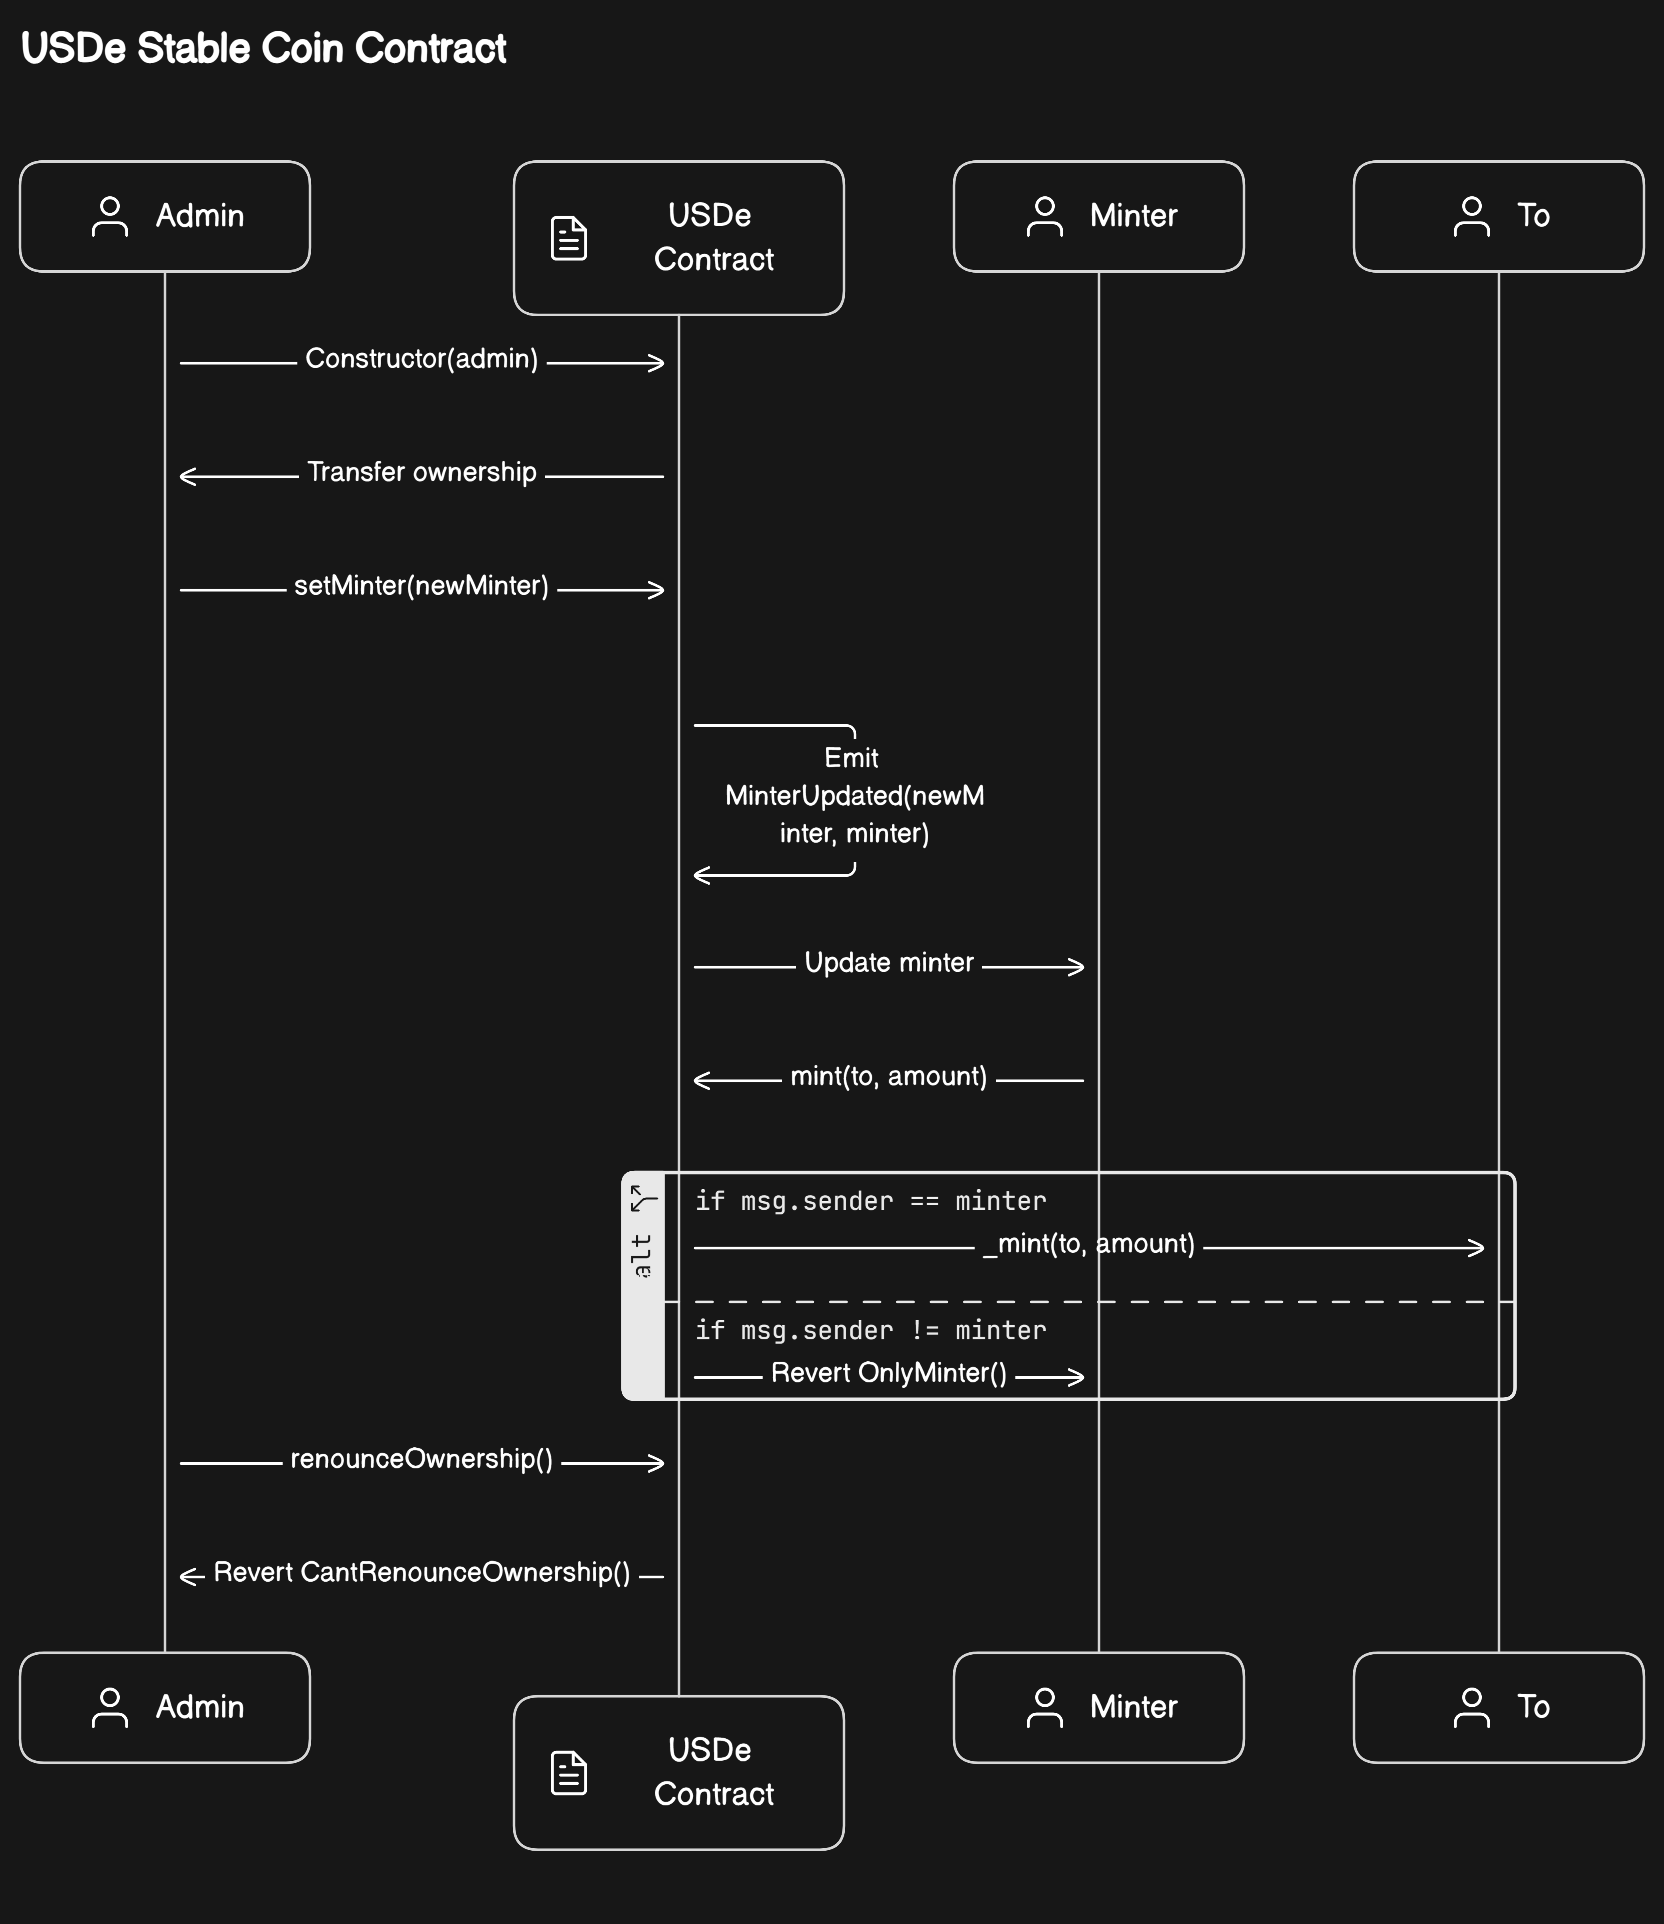 USDe Stable Coin Contract
Admin
USDe
Contract
Minter
To
Constructor(admin)
Transfer ownership
setMinter(newMinter)
Emit
MinterUpdated(newM
inter, minter)
Update minter
mint(to, amount)
alt
if msg.sender == minter
_mint(to, amount)
if msg.sender != minter
Revert OnlyMinter()
renounceOwnership()
Revert CantRenounceOwnership()
Admin
USDe
Contract
Minter
To